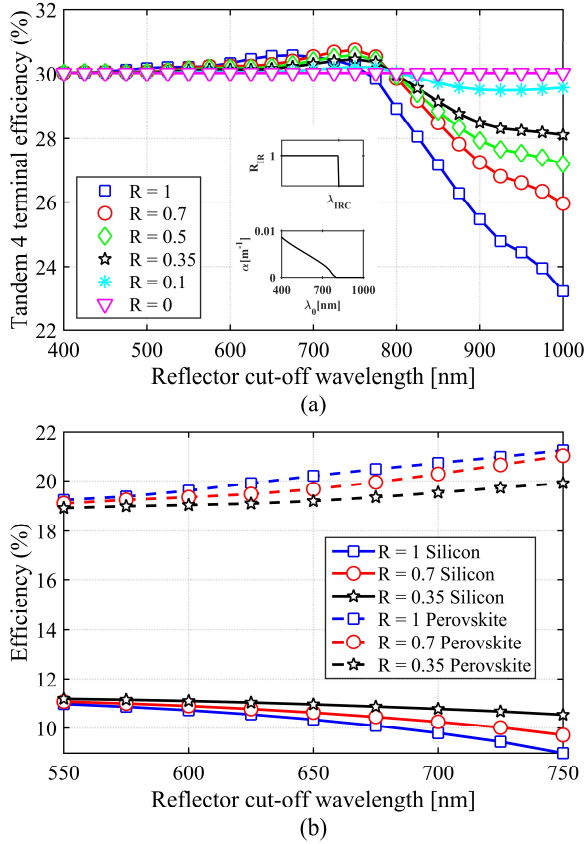 32
30
28
26
24
22
Tandem 4 terminal efficiency (%)
R = 1
R = 0.7
R = 0.5
R = 0.35
R = 0.1
R = 0
1
λIRC
0.01
0
α[m-1]
400 700 1000
λ0[nm]
400 500 600 700 800 900 1000
Reflector cut-off wavelength [nm]
(a)
22
20
18
16
14
12
10
Efficiency (%)
R = 1 Silicon
R = 0.7 Silicon
R = 0.35 Silicon
R = 1 Perovskite
R = 0.7 Perovskite
R = 0.35 Perovskite
550 600 650 700 750
Reflector cut-off wavelength [nm]
(b)